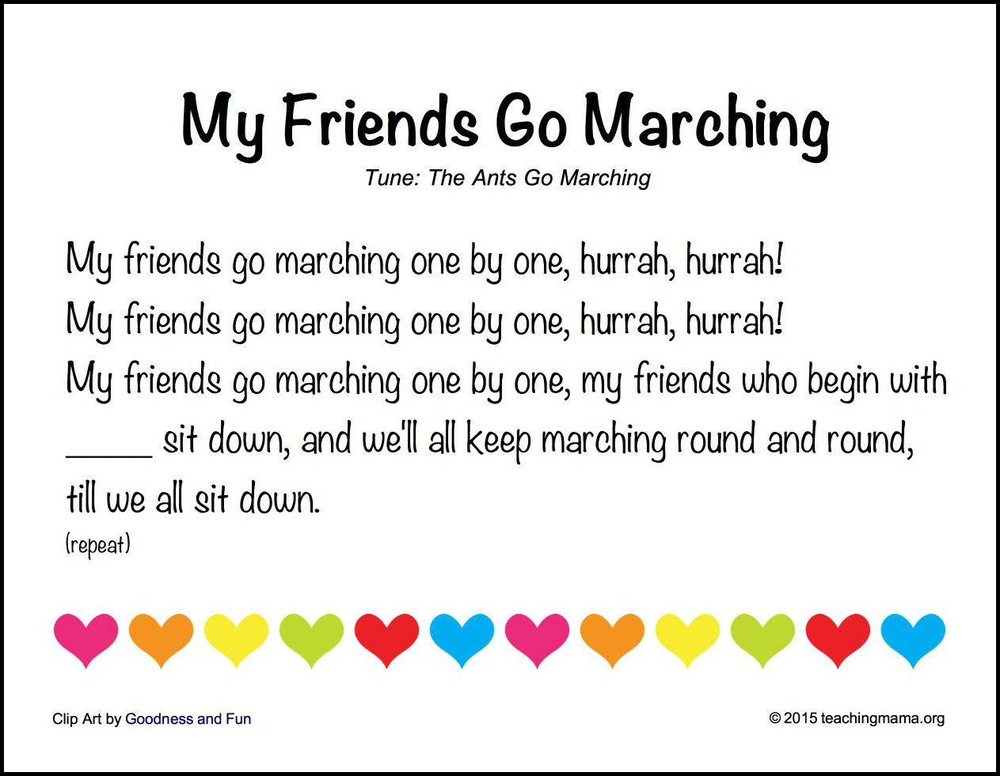 My Friends Go Marching
Tune: The Ants Go Marching
My friends go marching one by one, hurrah, hurrah!
My friends go marching one by one, hurrah, hurrah!
My friends go marching one by one, my friends who begin with
_____ sit down, and we'll all keep marching round and round,
till we all sit down.
(repeat)
Clip Art by Goodness and Fun
© 2015 teachingmama.org